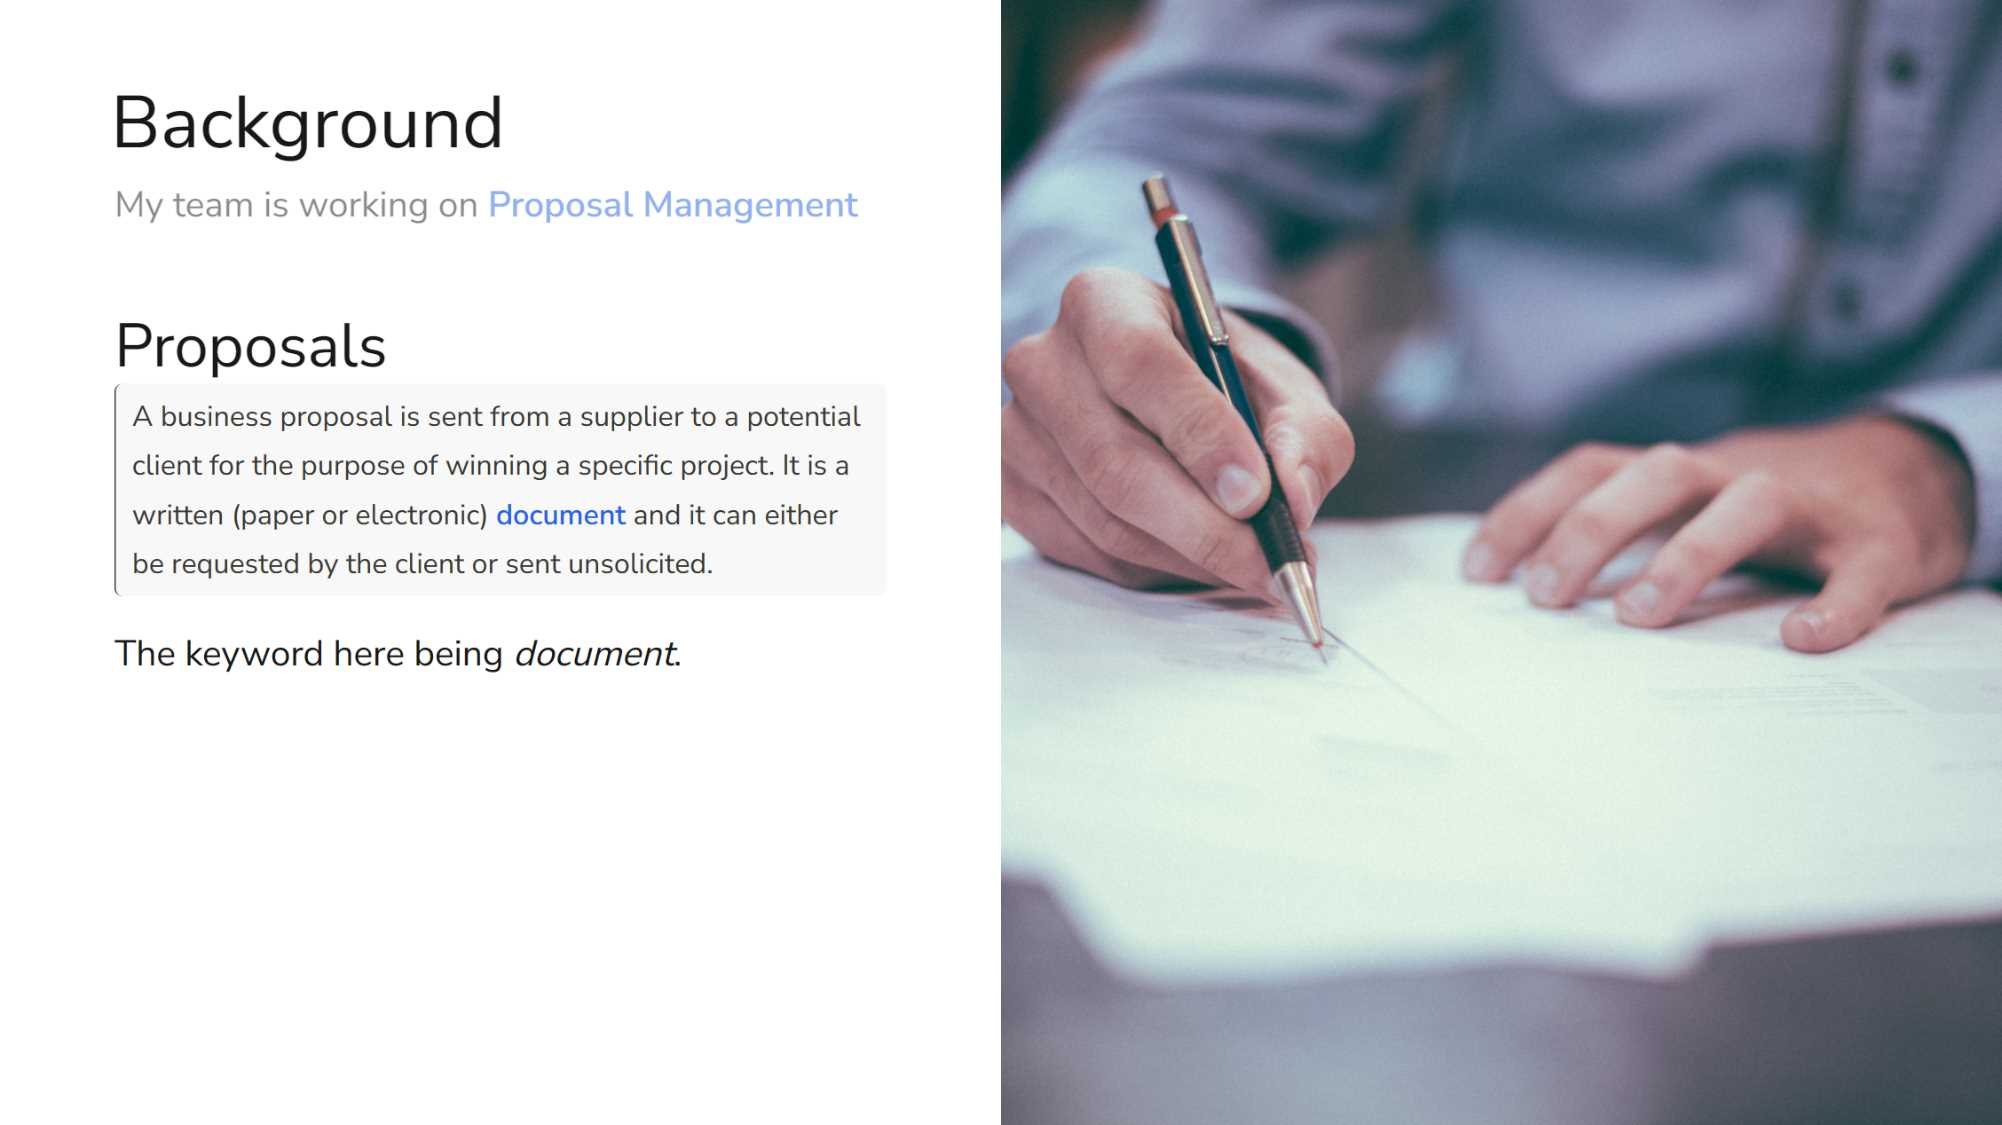 Background
My team is working on Proposal Management
Proposals
A business proposal is sent from a supplier to a potential
client for the purpose of winning a specific project. It is a
written (paper or electronic) document and it can either
be requested by the client or sent unsolicited.
The keyword here being document.